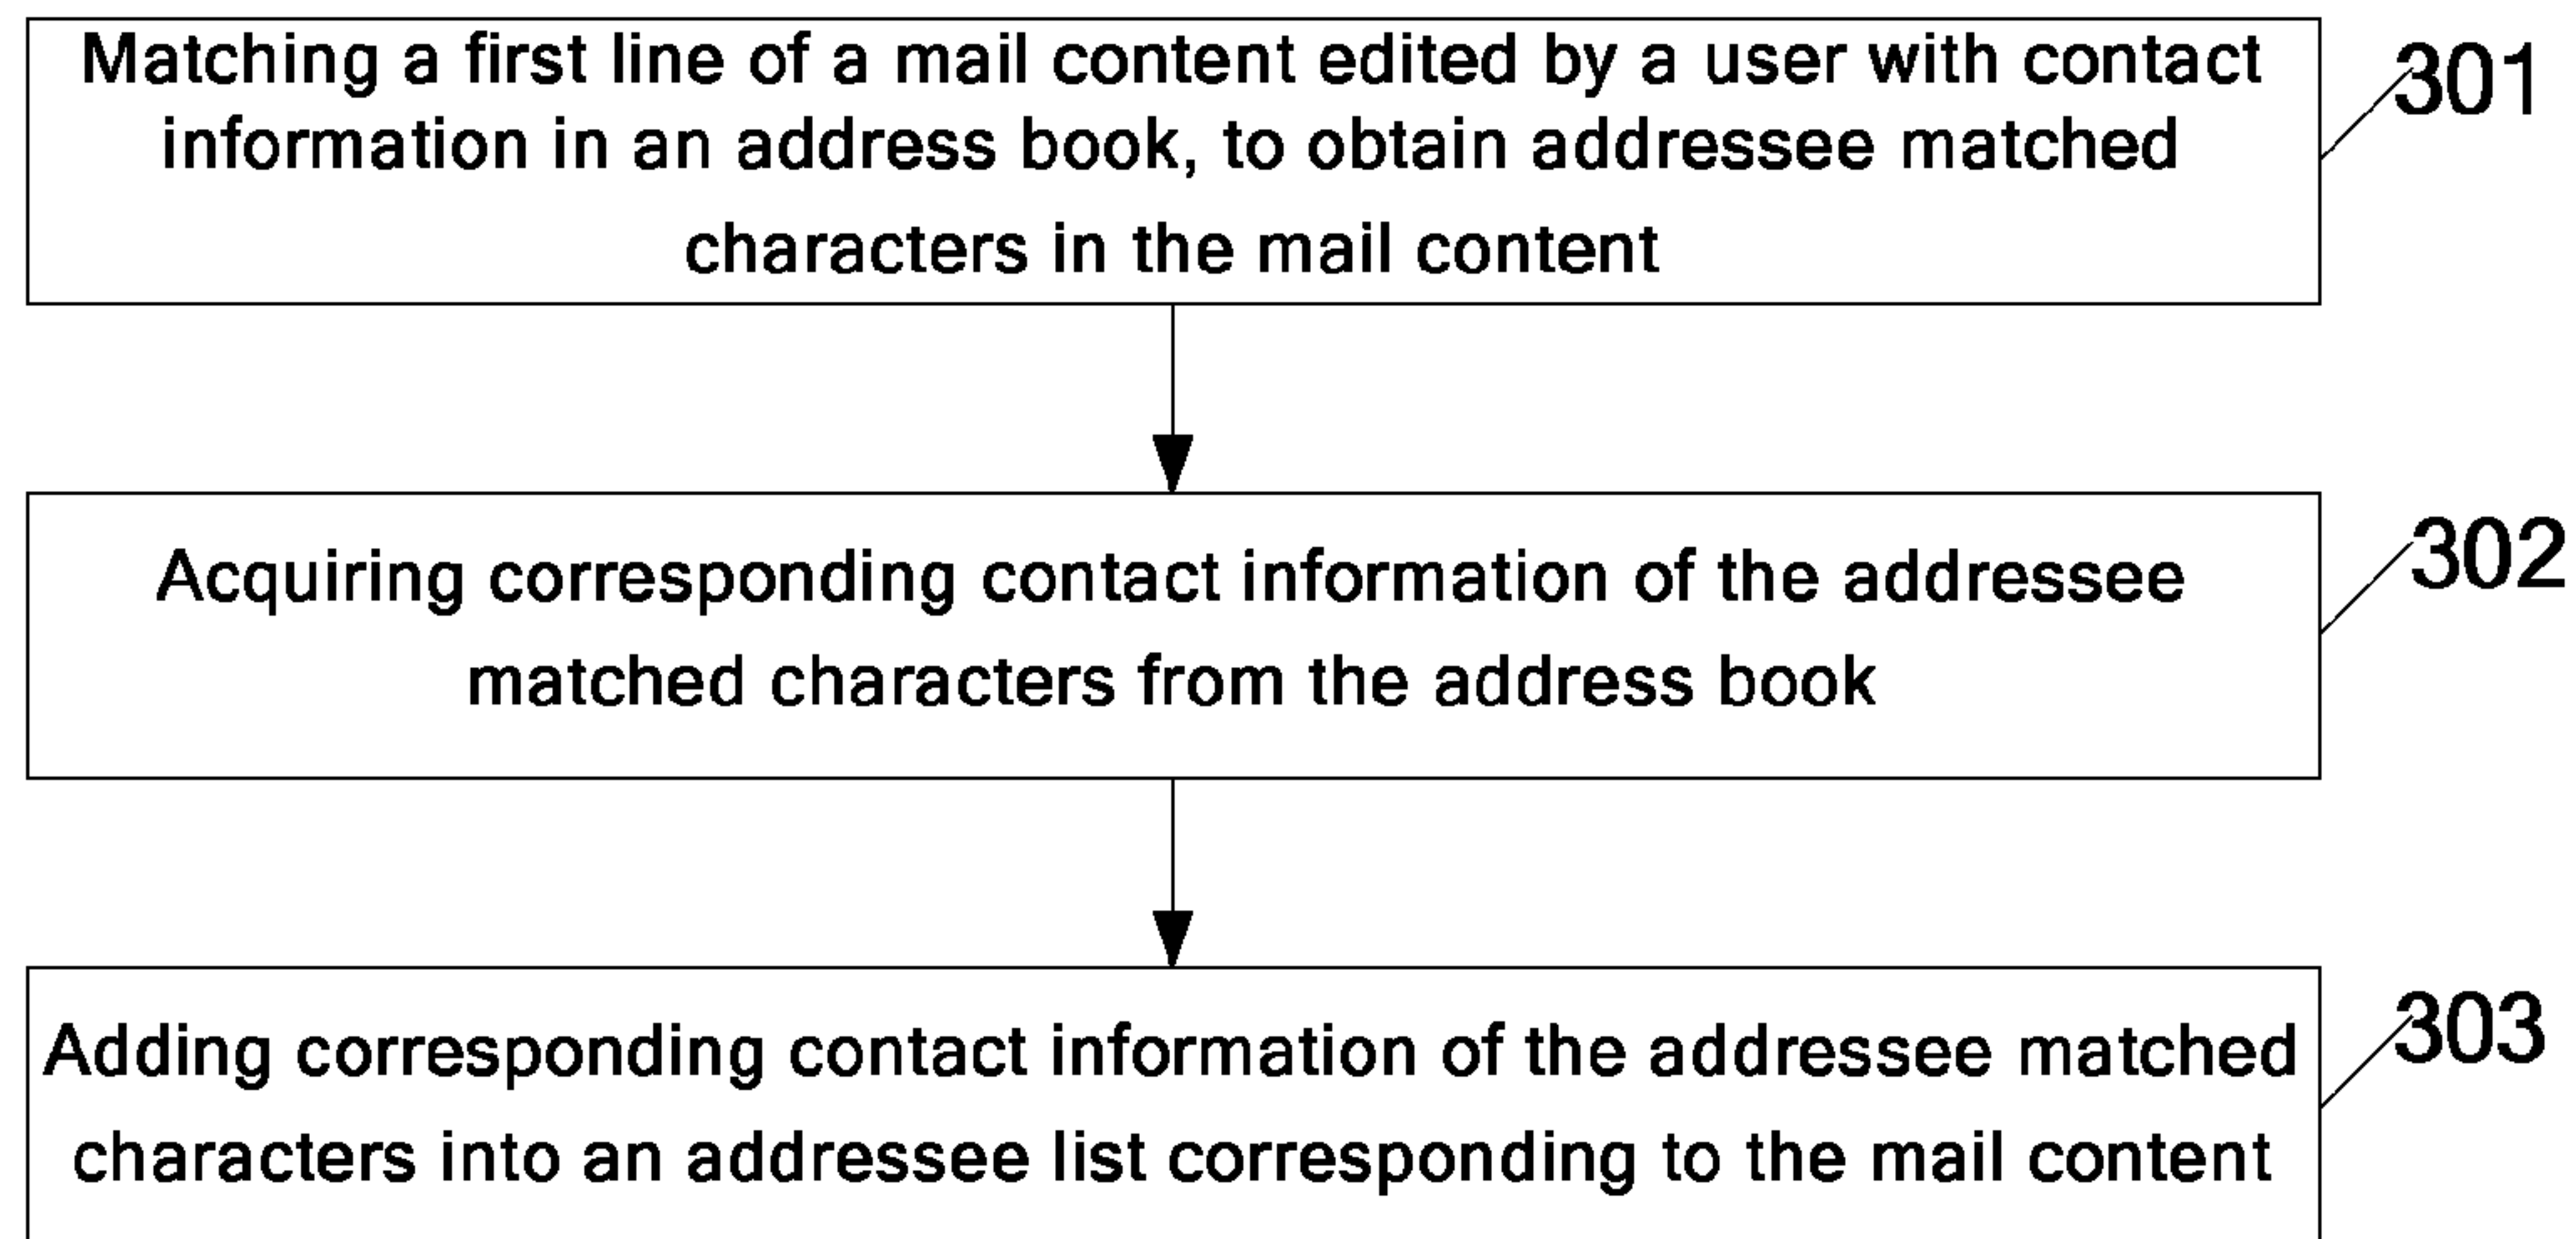 Matching a first line of a mail content edited by a user with contact
information in an address book, to obtain addressee matched
characters in the mail content
301
Acquiring corresponding contact information of the addressee
matched characters from the address book
302
Adding corresponding contact information of the addressee matched
characters into an addressee list corresponding to the mail content
303